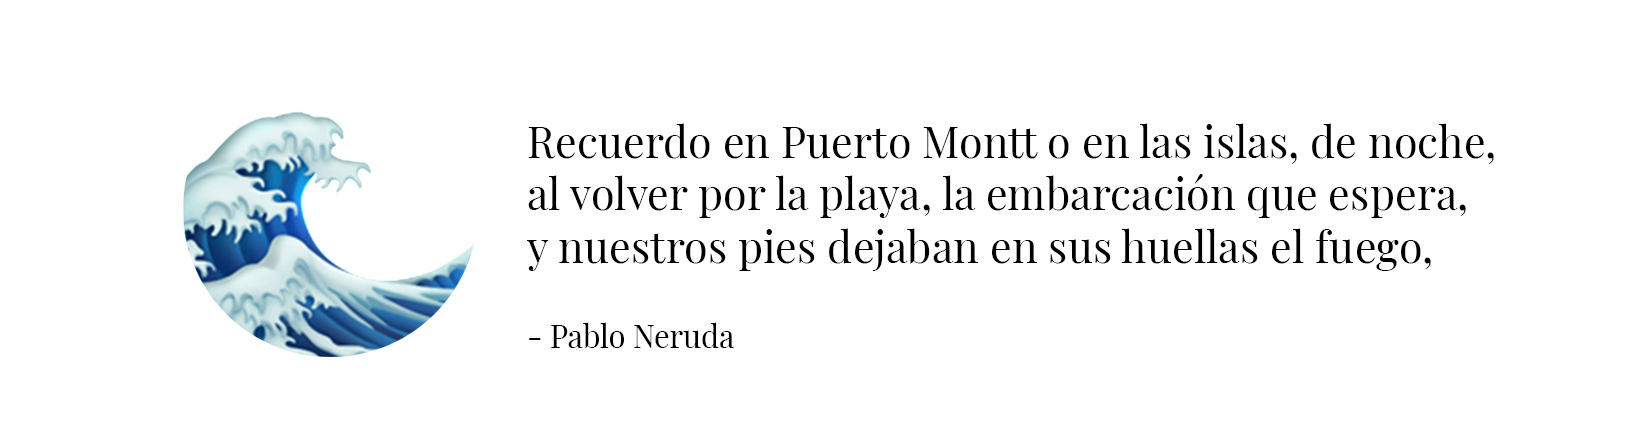 Recuerdo en Puerto Montt o en las islas, de noche,
al volver por la playa, la embarcación que espera,
y nuestros pies dejaban en sus huellas el fuego,
- Pablo Neruda